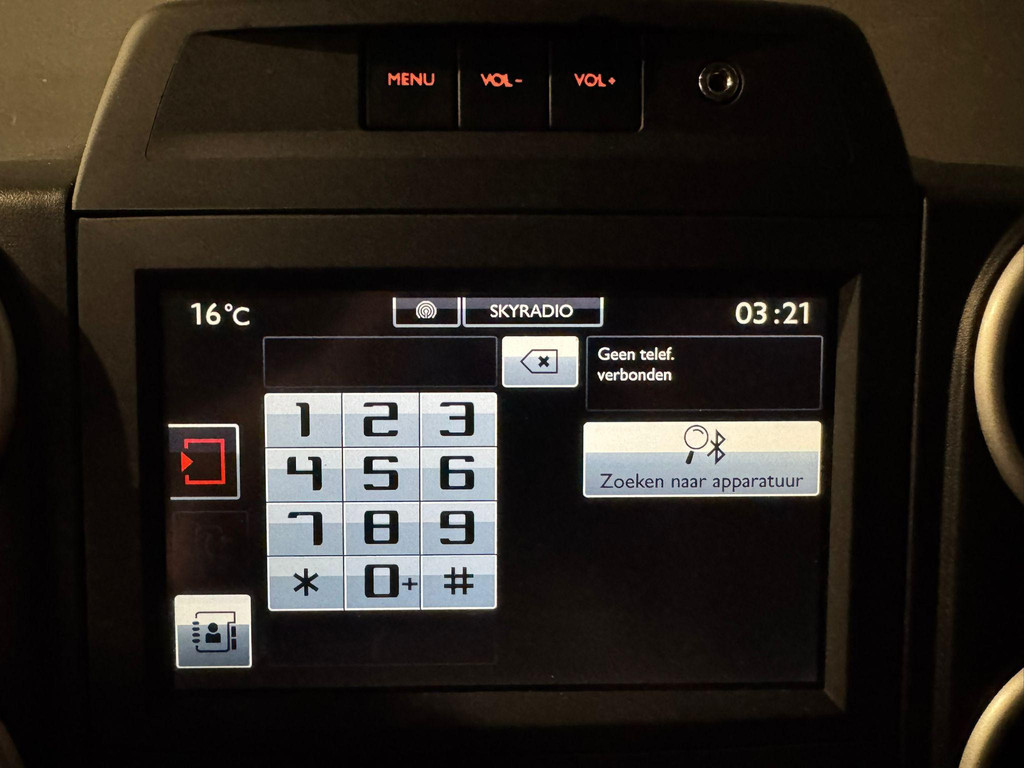 MENU VOL- VOL+
16°C SKYRADIO 03:21
Geen telef.
verbonden
1 2 3
4 5 6
7 8 9
* 0+ #
Zoeken naar apparatuur